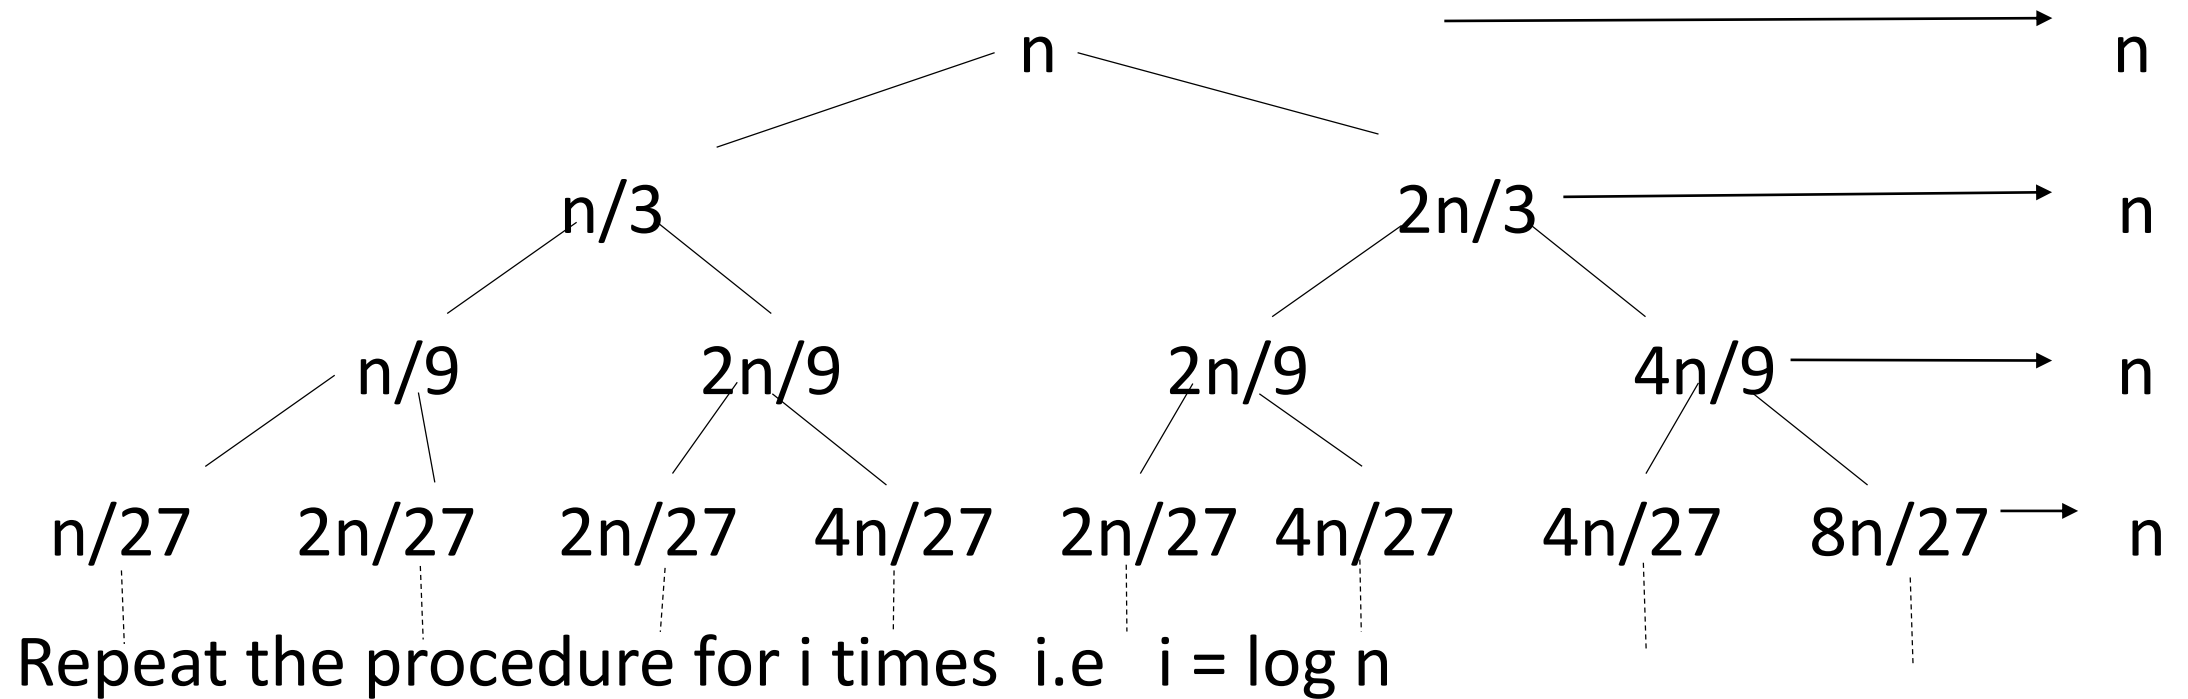 n n
n/3 2n/3 n
n/9 2n/9 2n/9 4n/9 n
n/27 2n/27 2n/27 4n/27 2n/27 4n/27 4n/27 8n/27 n
Repeat the procedure for i times i.e i = log n